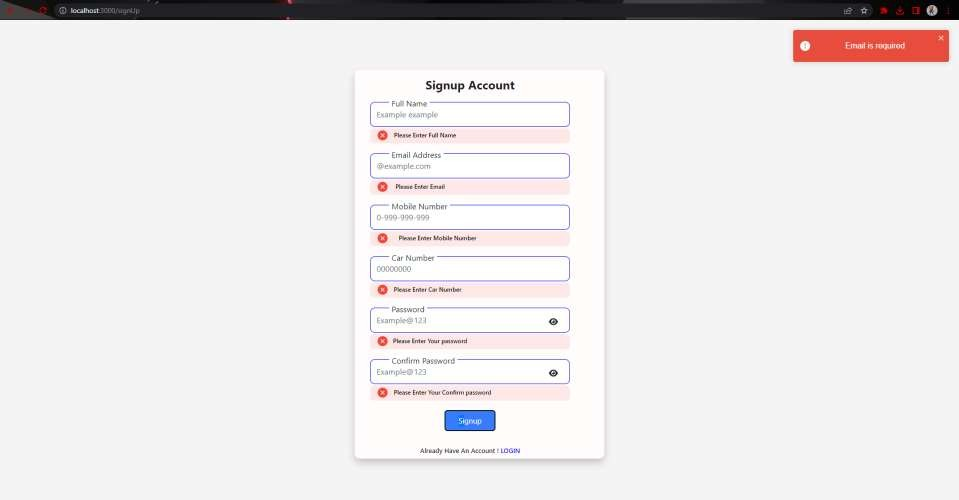 localhost:3000/signUp
Email is required
Signup Account
Full Name
Example example
Please Enter Full Name
Email Address
@example.com
Please Enter Email
Mobile Number
0-999-999-999
Please Enter Mobile Number
Car Number
00000000
Please Enter Car Number
Password
Example@123
Please Enter Your password
Confirm Password
Example@123
Please Enter Your Confirm password
Signup
Already Have An Account ! LOGIN